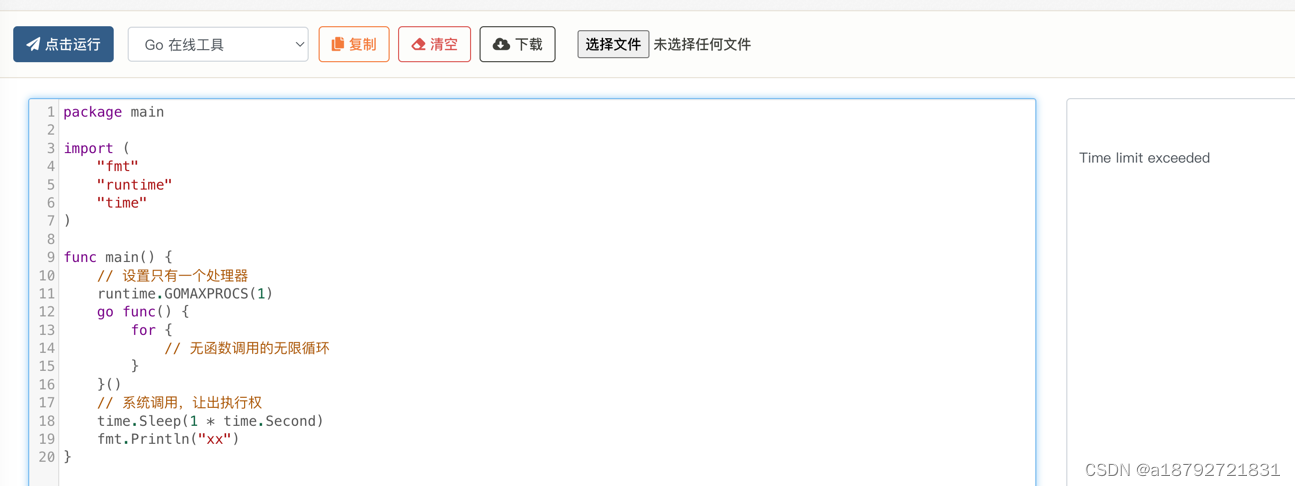 点击运行 Go 在线工具 复制 清空 下载 选择文件 未选择任何文件
1 package main
2
3 import (
4     "fmt"
5     "runtime"
6     "time"
7 )
8
9 func main() {
10     // 设置只有一个处理器
11     runtime.GOMAXPROCS(1)
12     go func() {
13         for {
14             // 无函数调用的无限循环
15         }
16     }()
17     // 系统调用，让出执行权
18     time.Sleep(1 * time.Second)
19     fmt.Println("xx")
20 }
Time limit exceeded
CSDN @a18792721831